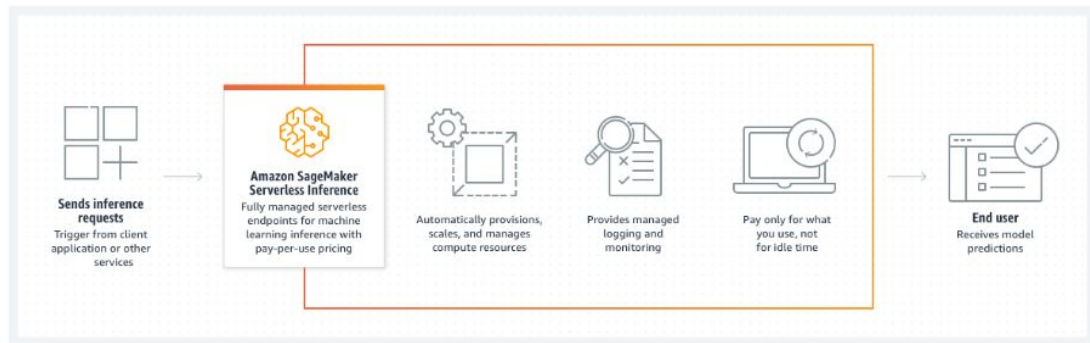 Sends inference
requests
Trigger from client
application or other
services
Amazon SageMaker
Serverless Inference
Fully managed serverless
endpoints for machine
learning inference with
pay-per-use pricing
Automatically provisions,
scales, and manages
compute resources
Provides managed
logging and
monitoring
Pay only for what
you use, not
for idle time
End user
Receives model
predictions